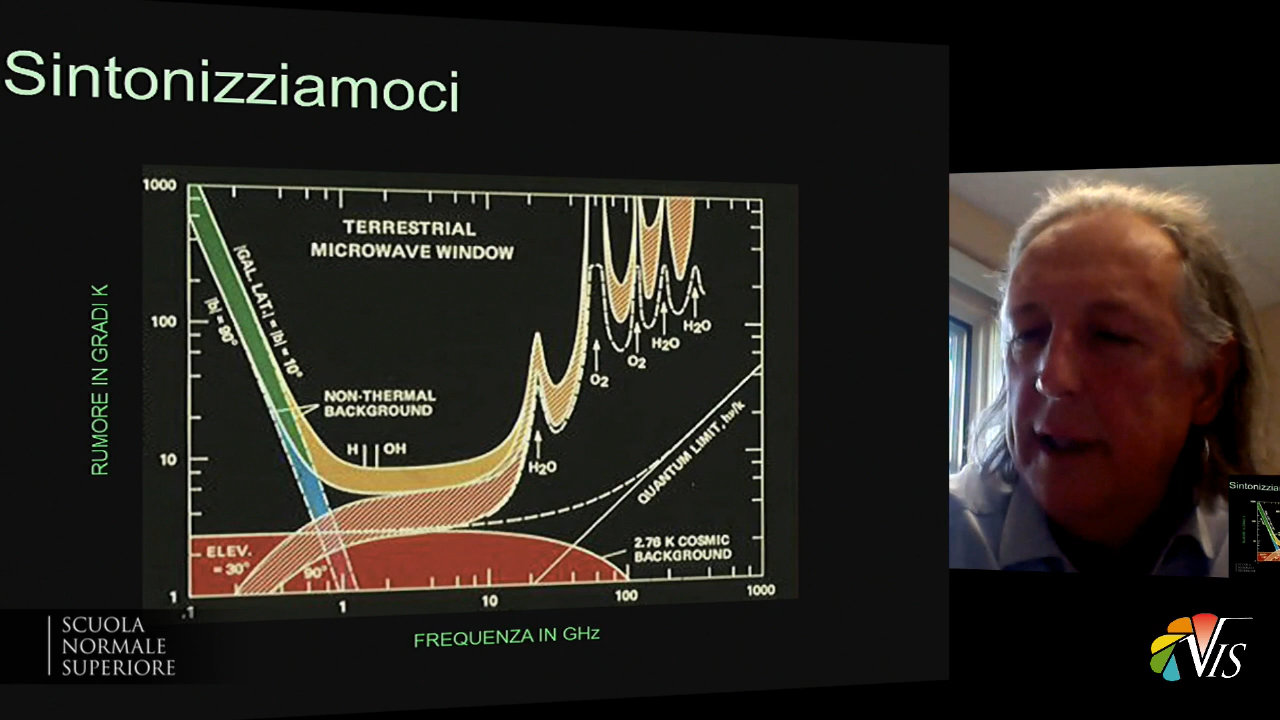 Sintonizziamoci
1000
100
10
1
.1
1
10
100
1000
RUMORE IN GRADI K
FREQUENZA IN GHz
TERRESTRIAL
MICROWAVE WINDOW
|GAL. LAT.| = |b| = 10°
|b| = 90°
NON-THERMAL
BACKGROUND
H OH
H2O
O2
O2
H2O
H2O
QUANTUM LIMIT, hν/k
2.76 K COSMIC
BACKGROUND
ELEV.
= 30°
90°
SCUOLA
NORMALE
SUPERIORE
VIS